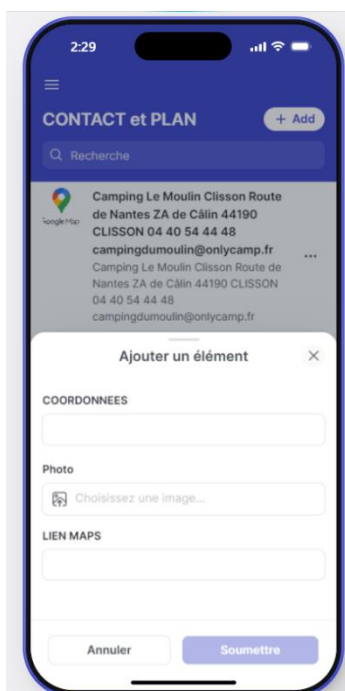 2:29
CONTACT et PLAN
+ Add
Recherche
Google Map
Camping Le Moulin Clisson Route
de Nantes ZA de Câlin 44190
CLISSON 04 40 54 44 48
campingdumoulin@onlycamp.fr
Camping Le Moulin Clisson Route de
Nantes ZA de Câlin 44190 CLISSON
04 40 54 44 48
campingdumoulin@onlycamp.fr
Ajouter un élément
COORDONNEES
Photo
Choisissez une image...
LIEN MAPS
Annuler
Soumettre